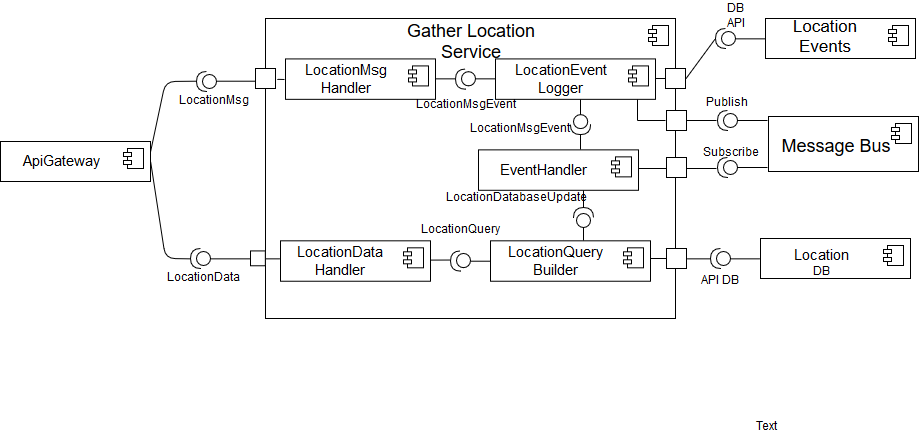 DB
API
Location
Events
Gather Location
Service
LocationMsg
Handler
LocationEvent
Logger
LocationMsg
LocationMsgEvent
Publish
LocationMsgEvent
Message Bus
Subscribe
ApiGateway
EventHandler
LocationDatabaseUpdate
LocationQuery
LocationData
Handler
LocationQuery
Builder
Location
DB
LocationData
API DB
Text